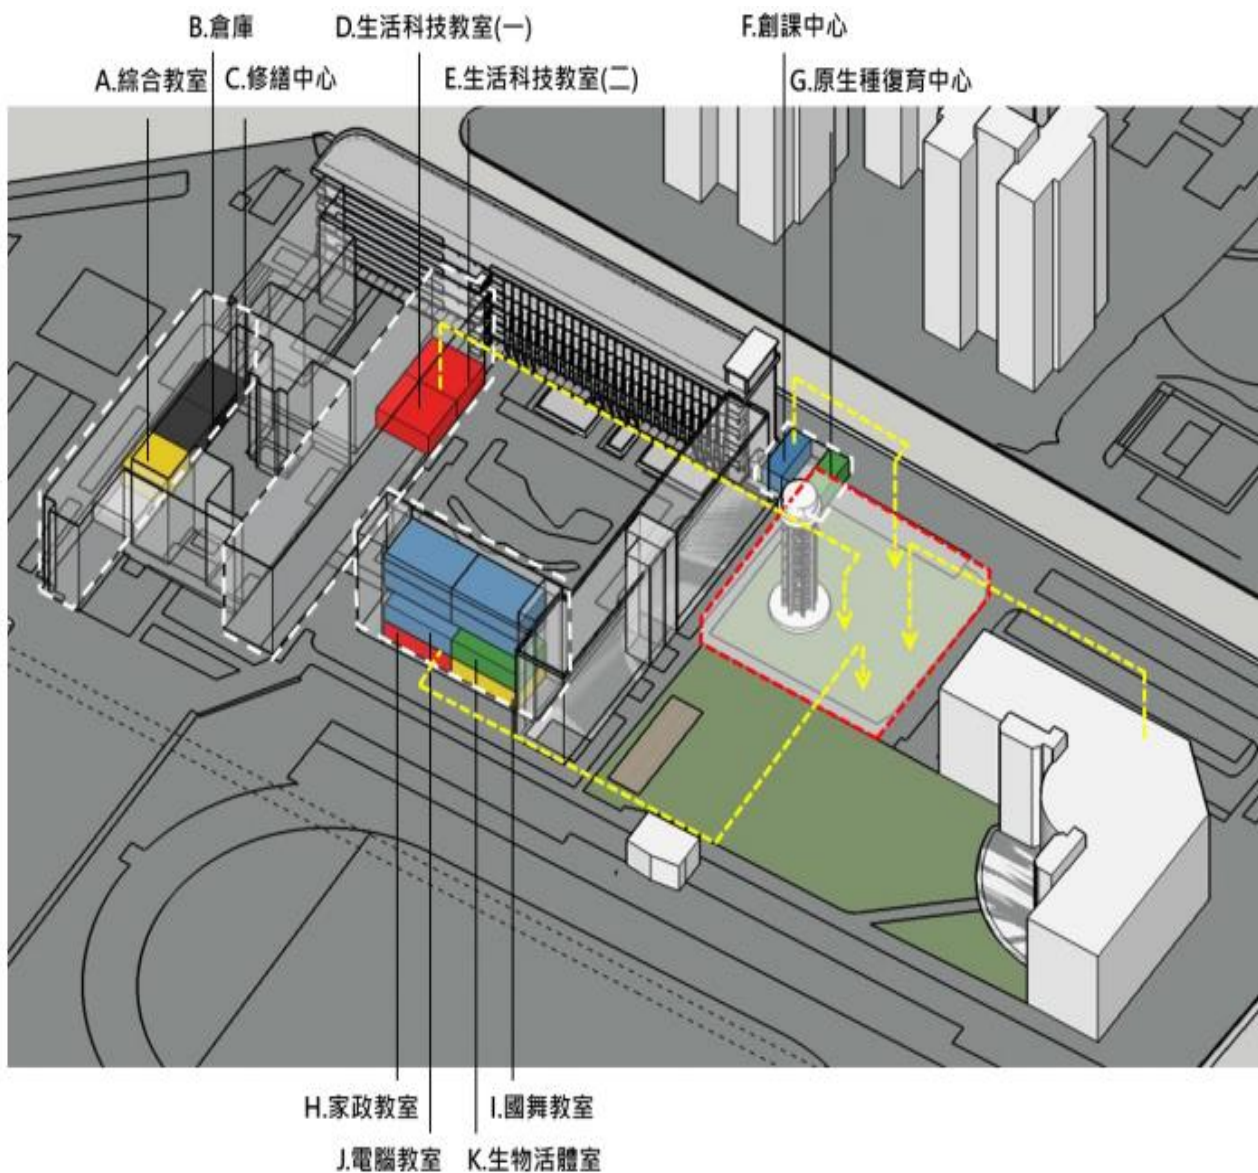 B.倉庫
D.生活科技教室(一)
F.創課中心
A.綜合教室
C.修繕中心
E.生活科技教室(二)
G.原生種復育中心
H.家政教室
I.國舞教室
J.電腦教室
K.生物活體室